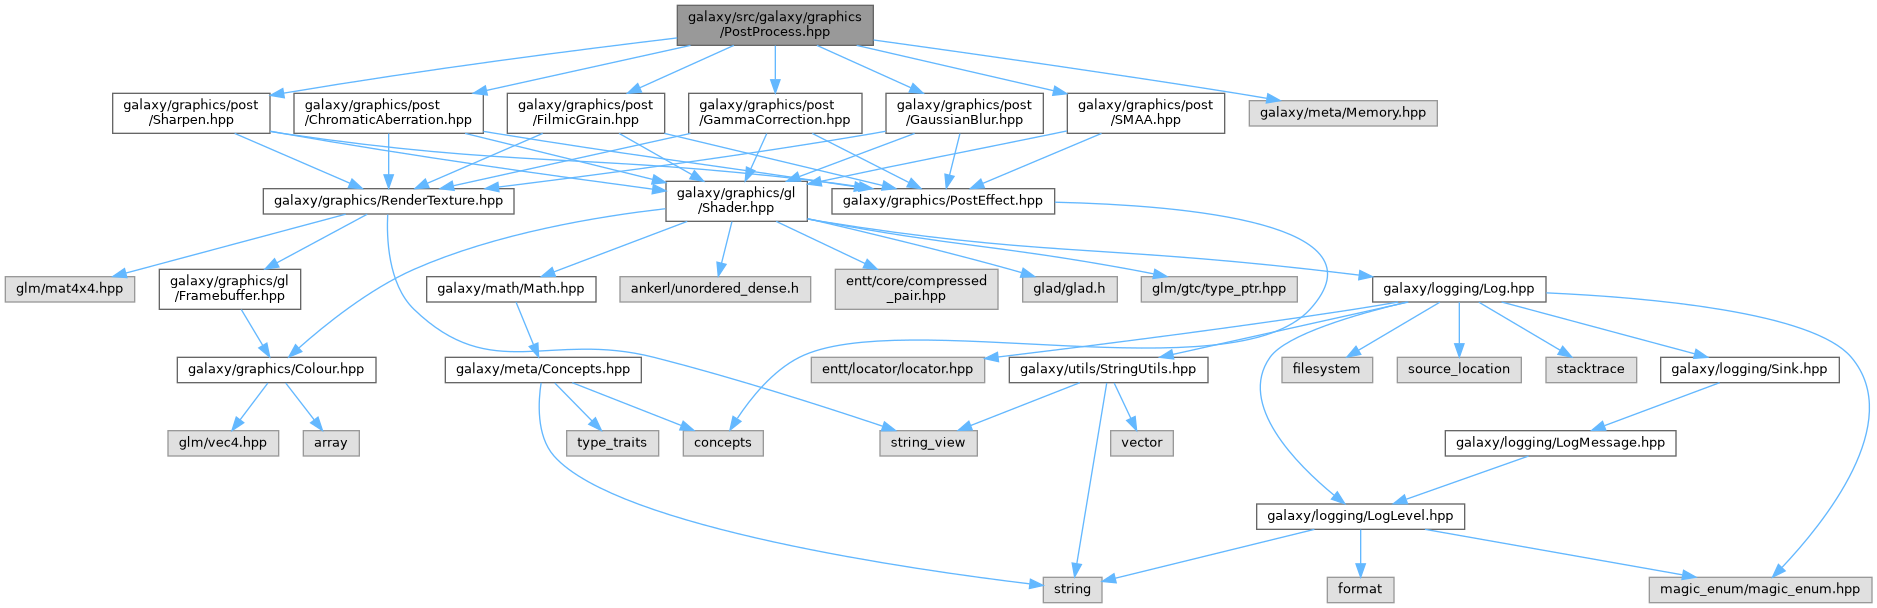 galaxy/src/galaxy/graphics
/PostProcess.hpp
galaxy/graphics/post
/Sharpen.hpp
galaxy/graphics/post
/ChromaticAberration.hpp
galaxy/graphics/post
/FilmicGrain.hpp
galaxy/graphics/post
/GammaCorrection.hpp
galaxy/graphics/post
/GaussianBlur.hpp
galaxy/graphics/post
/SMAA.hpp
galaxy/meta/Memory.hpp
galaxy/graphics/RenderTexture.hpp
galaxy/graphics/gl
/Shader.hpp
galaxy/graphics/PostEffect.hpp
glm/mat4x4.hpp
galaxy/graphics/gl
/Framebuffer.hpp
galaxy/math/Math.hpp
ankerl/unordered_dense.h
entt/core/compressed
_pair.hpp
glad/glad.h
glm/gtc/type_ptr.hpp
galaxy/logging/Log.hpp
galaxy/graphics/Colour.hpp
galaxy/meta/Concepts.hpp
entt/locator/locator.hpp
galaxy/utils/StringUtils.hpp
filesystem
source_location
stacktrace
galaxy/logging/Sink.hpp
glm/vec4.hpp
array
type_traits
concepts
string_view
vector
galaxy/logging/LogMessage.hpp
galaxy/logging/LogLevel.hpp
string
format
magic_enum/magic_enum.hpp